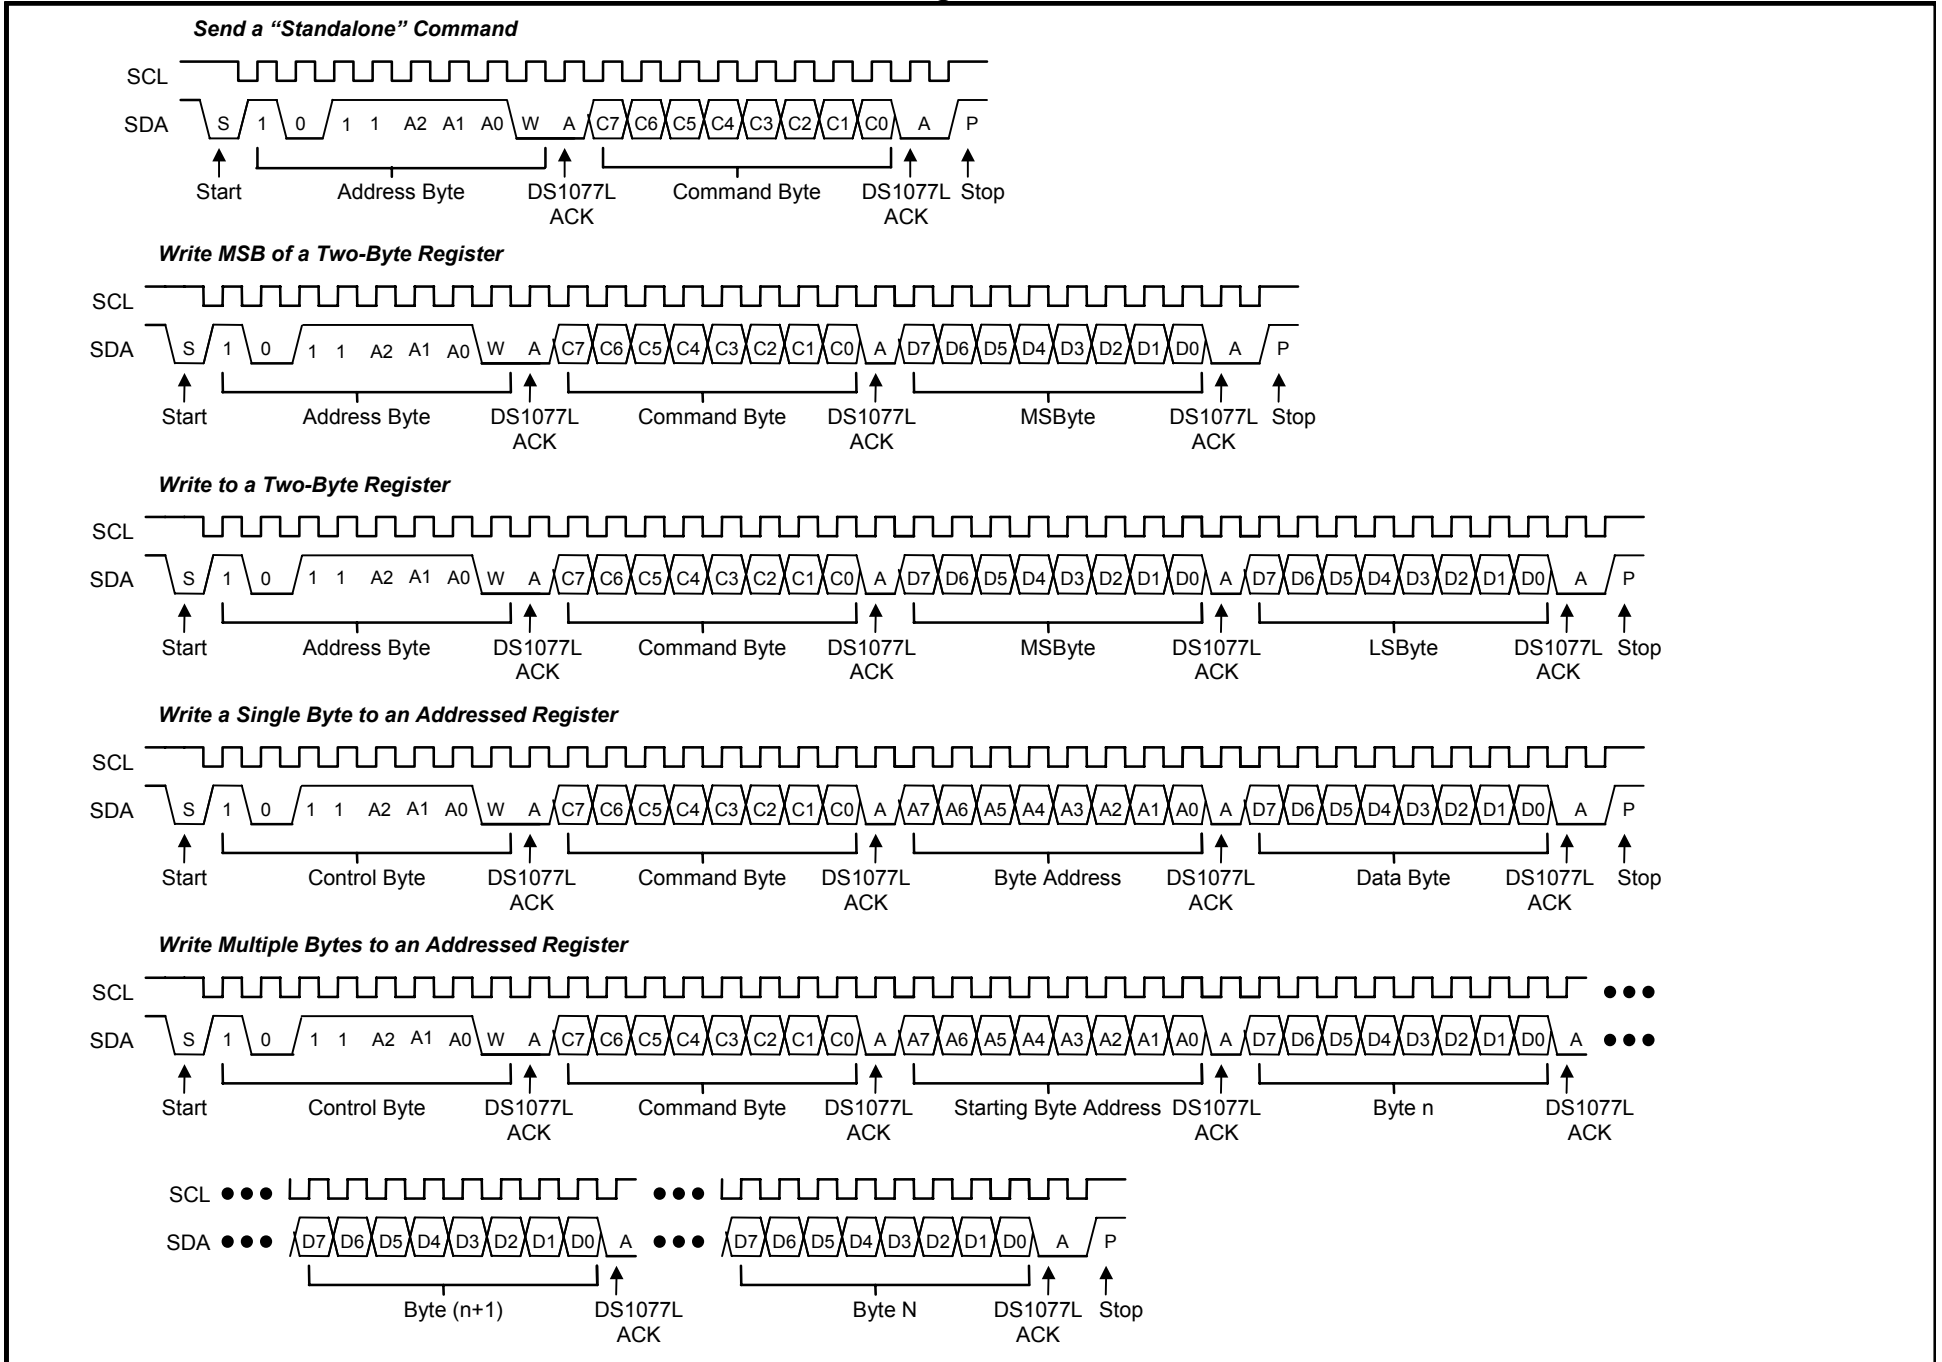 Send a “Standalone” Command
SCL
SDA S 1 0 1 1 A2 A1 A0 W A C7 C6 C5 C4 C3 C2 C1 C0 A P
Start Address Byte DS1077L ACK Command Byte DS1077L ACK Stop
Write MSB of a Two-Byte Register
SCL
SDA S 1 0 1 1 A2 A1 A0 W A C7 C6 C5 C4 C3 C2 C1 C0 A D7 D6 D5 D4 D3 D2 D1 D0 A P
Start Address Byte DS1077L ACK Command Byte DS1077L ACK MSByte DS1077L ACK Stop
Write to a Two-Byte Register
SCL
SDA S 1 0 1 1 A2 A1 A0 W A C7 C6 C5 C4 C3 C2 C1 C0 A D7 D6 D5 D4 D3 D2 D1 D0 A D7 D6 D5 D4 D3 D2 D1 D0 A P
Start Address Byte DS1077L ACK Command Byte DS1077L ACK MSByte DS1077L ACK LSByte DS1077L ACK Stop
Write a Single Byte to an Addressed Register
SCL
SDA S 1 0 1 1 A2 A1 A0 W A C7 C6 C5 C4 C3 C2 C1 C0 A A7 A6 A5 A4 A3 A2 A1 A0 A D7 D6 D5 D4 D3 D2 D1 D0 A P
Start Control Byte DS1077L ACK Command Byte DS1077L ACK Byte Address DS1077L ACK Data Byte DS1077L ACK Stop
Write Multiple Bytes to an Addressed Register
SCL
SDA S 1 0 1 1 A2 A1 A0 W A C7 C6 C5 C4 C3 C2 C1 C0 A A7 A6 A5 A4 A3 A2 A1 A0 A D7 D6 D5 D4 D3 D2 D1 D0 A
Start Control Byte DS1077L ACK Command Byte DS1077L ACK Starting Byte Address DS1077L ACK Byte n DS1077L ACK
SCL
SDA D7 D6 D5 D4 D3 D2 D1 D0 A D7 D6 D5 D4 D3 D2 D1 D0 A P
Byte (n+1) DS1077L ACK Byte N DS1077L ACK Stop